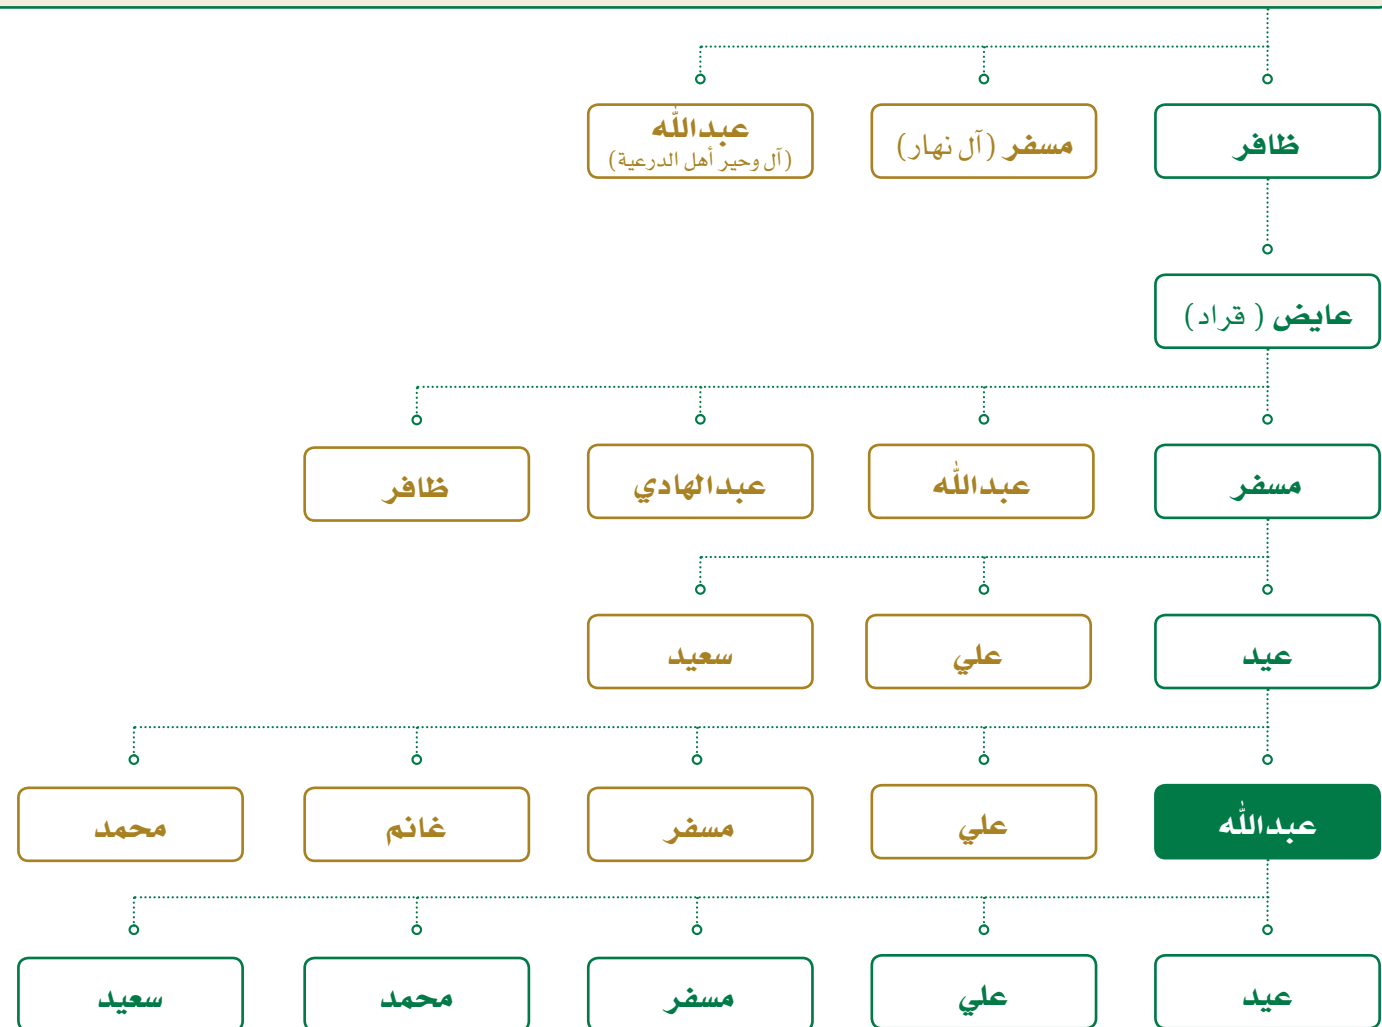 ظافر
مسفر (آل نهار)
عبدالله
(آل وحير أهل الدرعية)
عايض (قراد)
مسفر
عبدالله
عبدالهادي
ظافر
عيد
علي
سعيد
عبدالله
علي
مسفر
غانم
محمد
عيد
علي
مسفر
محمد
سعيد